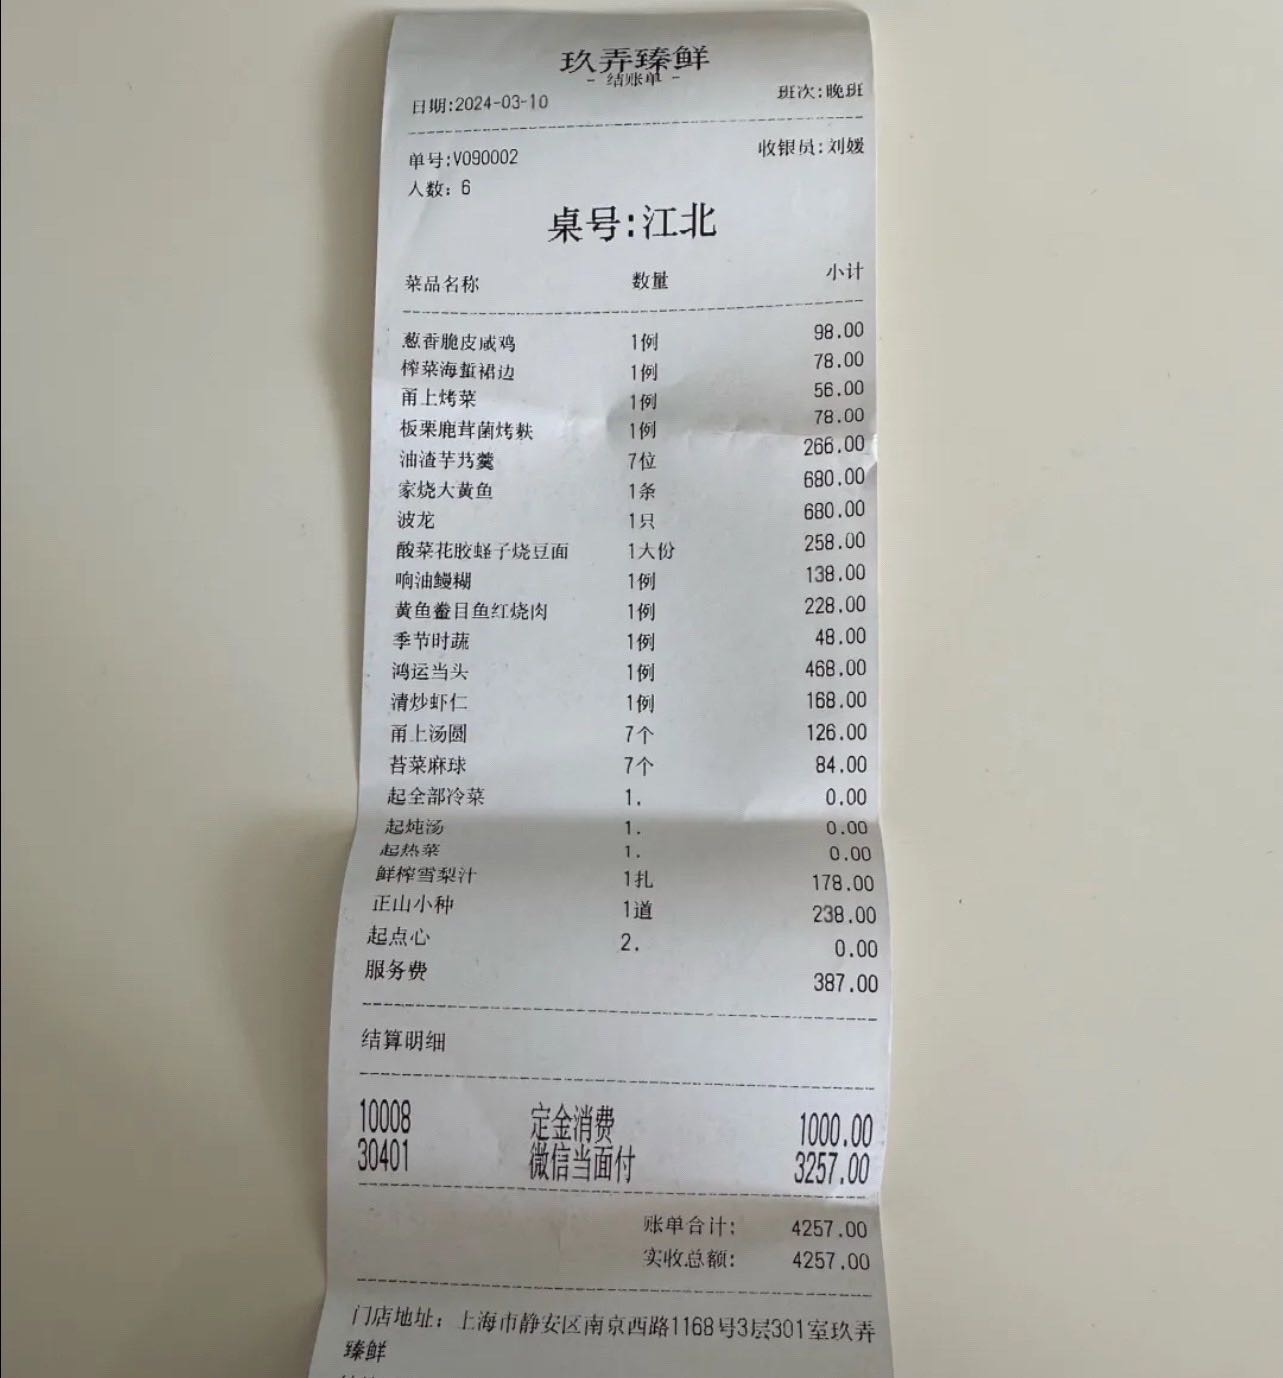 玖弄臻鲜
- 结账单 -
日期:2024-03-10 班次:晚班
单号:V090002 收银员:刘媛
人数: 6
桌号:江北
菜品名称 数量 小计
葱香脆皮咸鸡 1例 98.00
榨菜海蜇裙边 1例 78.00
甬上烤菜 1例 56.00
板栗鹿茸菌烤麸 1例 78.00
油渣芋艿羹 7位 266.00
家烧大黄鱼 1条 680.00
波龙 1只 680.00
酸菜花胶蛏子烧豆面 1大份 258.00
响油鳗糊 1例 138.00
黄鱼鲞目鱼红烧肉 1例 228.00
季节时蔬 1例 48.00
鸿运当头 1例 468.00
清炒虾仁 1例 168.00
甬上汤圆 7个 126.00
苔菜麻球 7个 84.00
起全部冷菜 1. 0.00
起炖汤 1. 0.00
起热菜 1. 0.00
鲜榨雪梨汁 1扎 178.00
正山小种 1道 238.00
起点心 2. 0.00
服务费 387.00
结算明细
10008 定金消费 1000.00
30401 微信当面付 3257.00
账单合计: 4257.00
实收总额: 4257.00
门店地址: 上海市静安区南京西路1168号3层301室玖弄
臻鲜